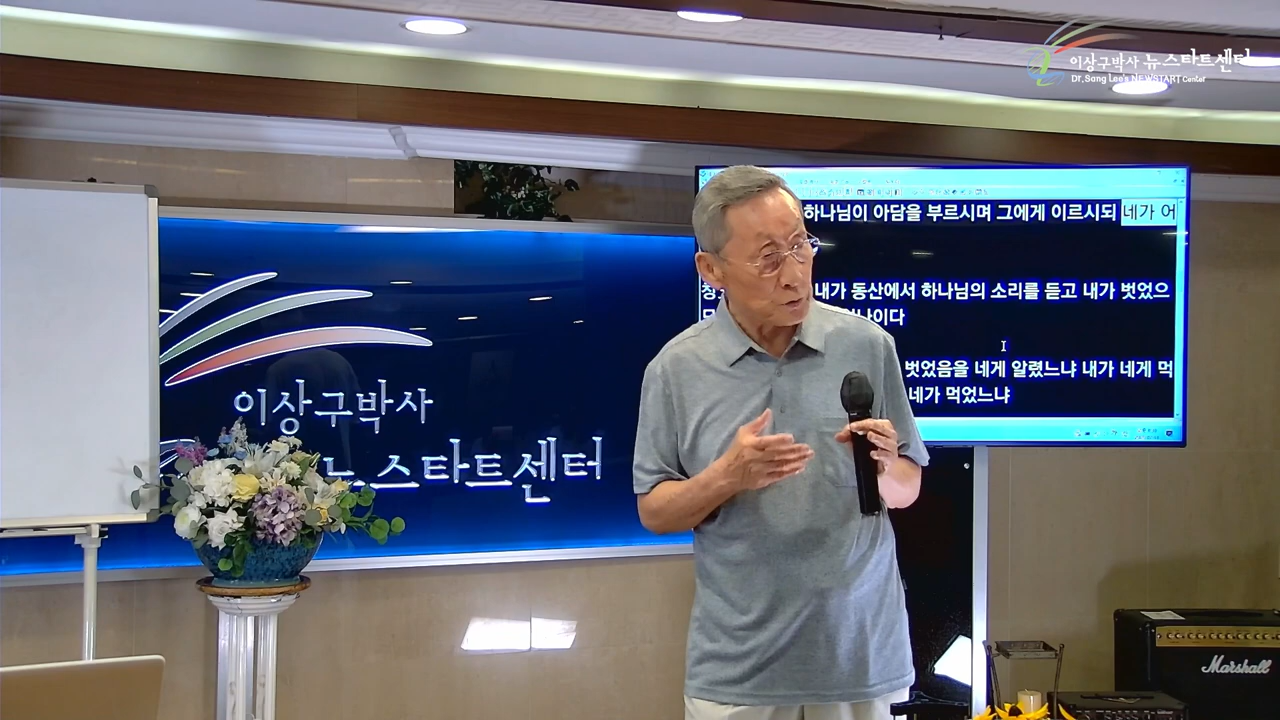 이상구박사 뉴스타트센터
Dr. Sang Lee's NEWSTART Center
이상구박사
뉴스타트센터
하나님이 아담을 부르시며 그에게 이르시되 네가 어
내가 동산에서 하나님의 소리를 듣고 내가 벗었으
벗었음을 네게 알렸느냐 내가 네게 먹
네가 먹었느냐
Marshall